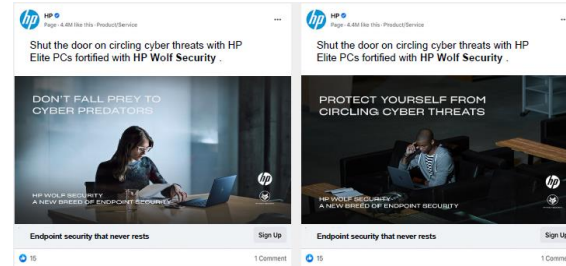 HP
Page · 4.4M like this · Product/Service
Shut the door on circling cyber threats with HP
Elite PCs fortified with HP Wolf Security .
DON'T FALL PREY TO
CYBER PREDATORS
hp
HP WOLF SECURITY
A NEW BREED OF ENDPOINT SECURITY
Endpoint security that never rests
Sign Up
15
1 Comment
HP
Page · 4.4M like this · Product/Service
Shut the door on circling cyber threats with HP
Elite PCs fortified with HP Wolf Security .
PROTECT YOURSELF FROM
CIRCLING CYBER THREATS
hp
HP WOLF SECURITY
A NEW BREED OF ENDPOINT SECURITY
Endpoint security that never rests
Sign Up
15
1 Comme